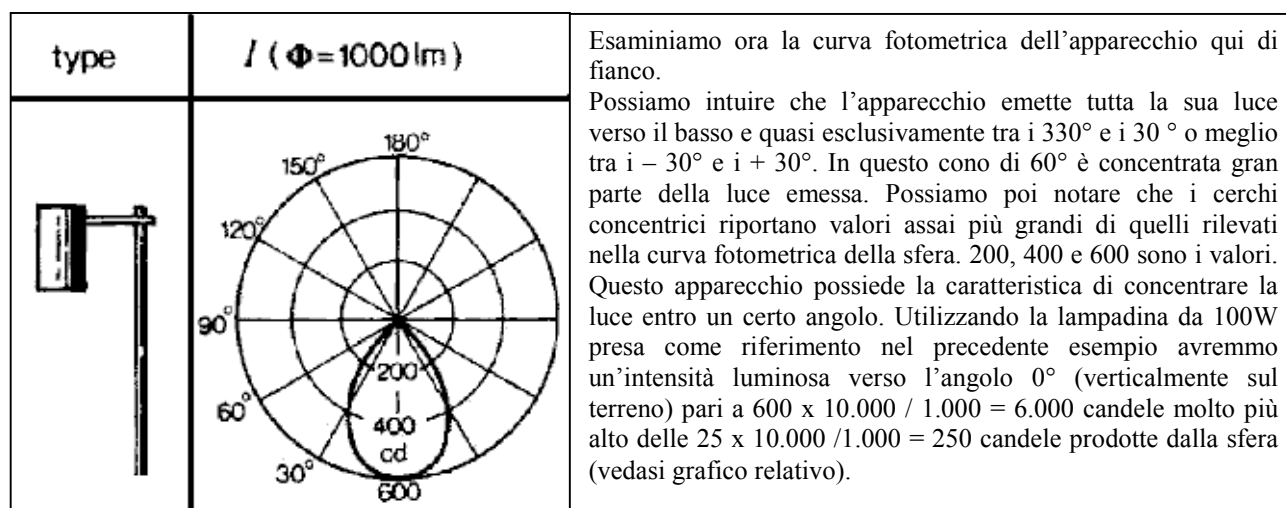 type
I ( Φ = 1000 lm )
180°
150°
120°
90°
60°
30°
200
400
cd
600
Esaminiamo ora la curva fotometrica dell’apparecchio qui di
fianco.
Possiamo intuire che l’apparecchio emette tutta la sua luce
verso il basso e quasi esclusivamente tra i 330° e i 30 ° o meglio
tra i – 30° e i + 30°. In questo cono di 60° è concentrata gran
parte della luce emessa. Possiamo poi notare che i cerchi
concentrici riportano valori assai più grandi di quelli rilevati
nella curva fotometrica della sfera. 200, 400 e 600 sono i valori.
Questo apparecchio possiede la caratteristica di concentrare la
luce entro un certo angolo. Utilizzando la lampadina da 100W
presa come riferimento nel precedente esempio avremmo
un’intensità luminosa verso l’angolo 0° (verticalmente sul
terreno) pari a 600 x 10.000 / 1.000 = 6.000 candele molto più
alto delle 25 x 10.000 /1.000 = 250 candele prodotte dalla sfera
(vedasi grafico relativo).